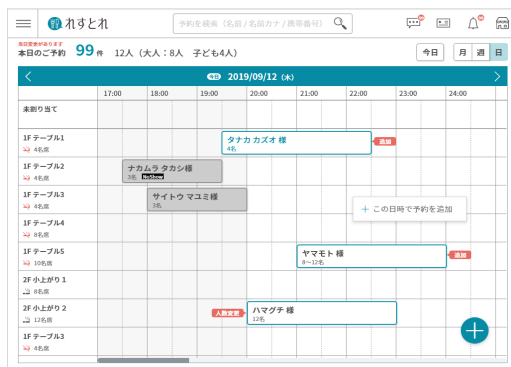 れすとれ
予約を検索（名前 / 名前カナ / 携帯番号）
当日変更があります
本日のご予約 99 件 12人（大人：8人 子ども4人）
今日 月 週 日
今日 2019/09/12（木）
17:00 18:00 19:00 20:00 21:00 22:00 23:00 24:00
未割り当て
1F テーブル1
4名席
タナカ カズオ 様
4名
追加
1F テーブル2
4名席
ナカムラ タカシ様
3名 NoShow
1F テーブル3
4名席
サイトウ マユミ様
3名
＋ この日時で予約を追加
1F テーブル4
8名席
1F テーブル5
10名席
ヤマモト 様
8〜12名
追加
2F 小上がり 1
8名席
2F 小上がり 2
12名席
人数変更
ハマグチ 様
12名
1F テーブル3
4名席